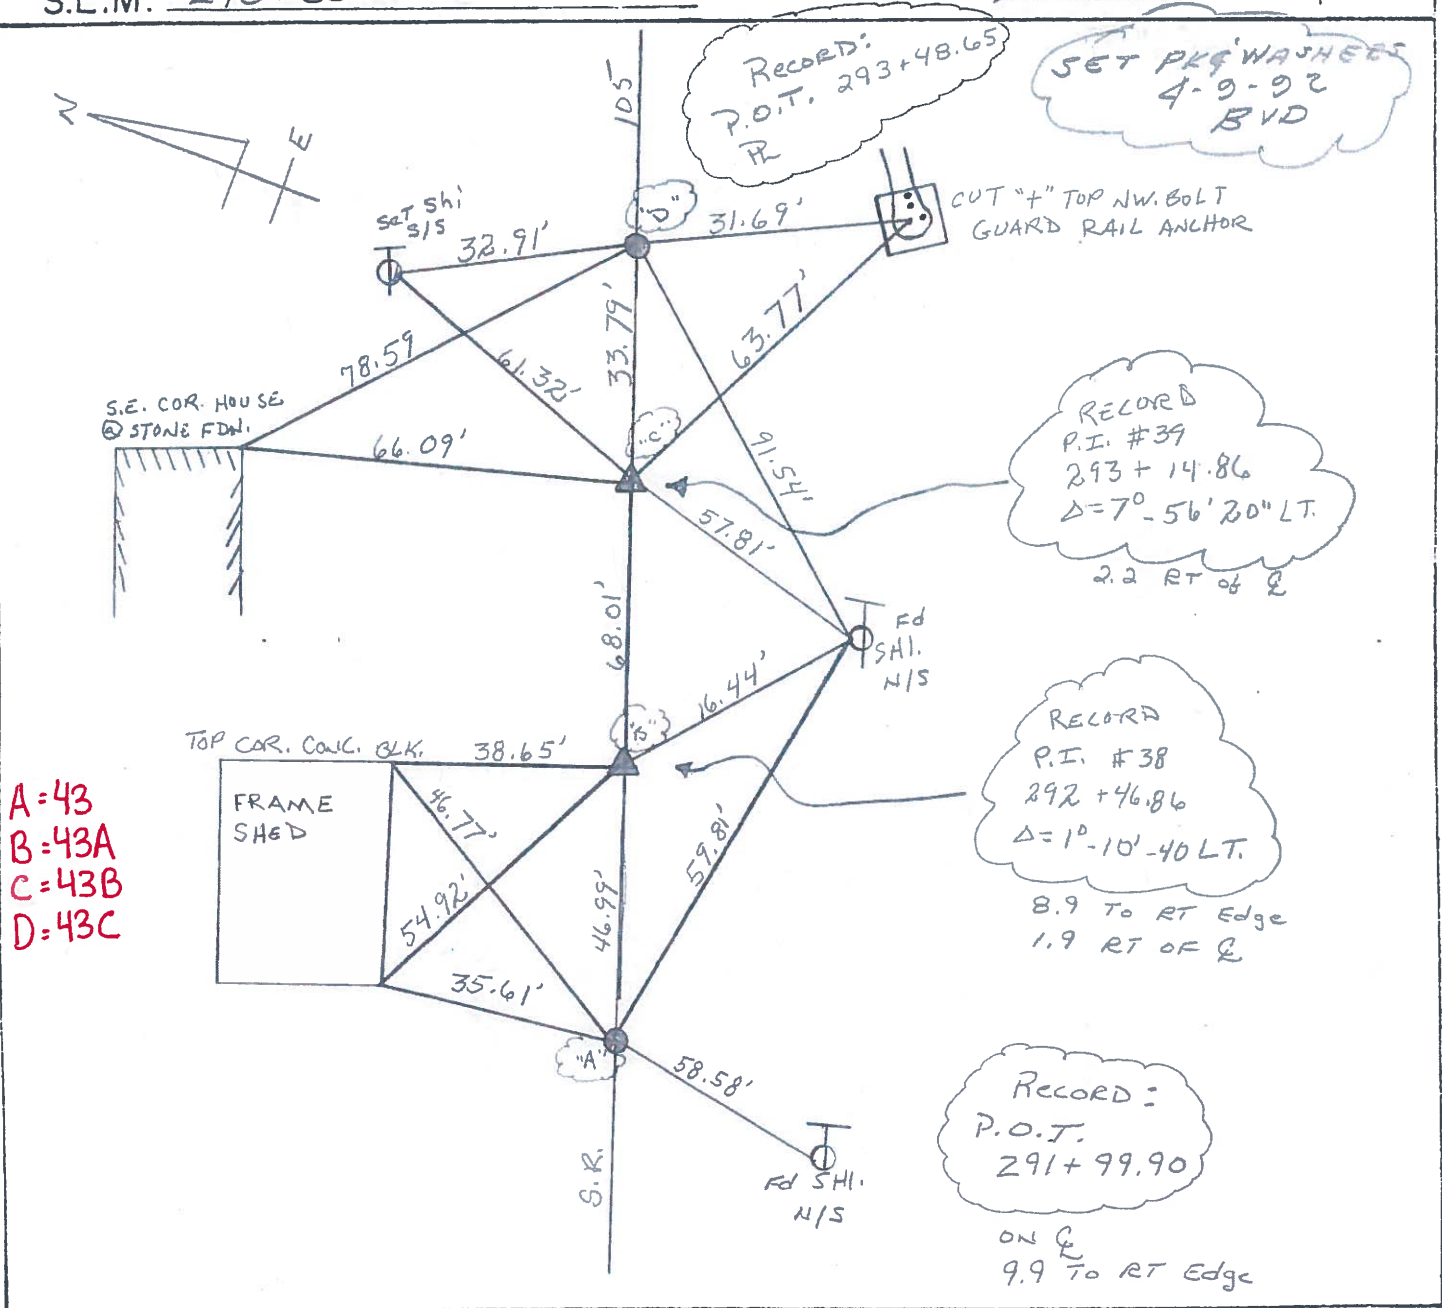 S.L.M.
RECORD:
P.O.T. 293+48.65
PL
SET PK & WASHERS
4-9-92
BVD
105
N
E
SET Shi
S/S
32.91'
"D"
31.69'
CUT "+" TOP NW. BOLT
GUARD RAIL ANCHOR
78.59
61.32'
33.79'
63.77'
S.E. COR. HOUSE
@ STONE FDN.
66.09'
"C"
91.54'
57.81'
RECORD
P.I. #39
293 + 14.86
Δ=7°-56'20" LT.
2.2 RT of ℄
68.01'
Fd
SHI.
N/S
TOP COR. CONC. BLK.
38.65'
"B"
16.44'
RECORD
P.I. #38
292 +46.86
Δ=1°-10'-40 LT.
8.9 To RT Edge
1.9 RT OF ℄
A=43
B=43A
C=43B
D=43C
FRAME
SHED
46.77'
54.92'
46.99'
59.81'
35.61'
"A"
58.58'
S.R.
Fd SHI.
N/S
RECORD:
P.O.T.
291+99.90
ON ℄
9.9 To RT Edge